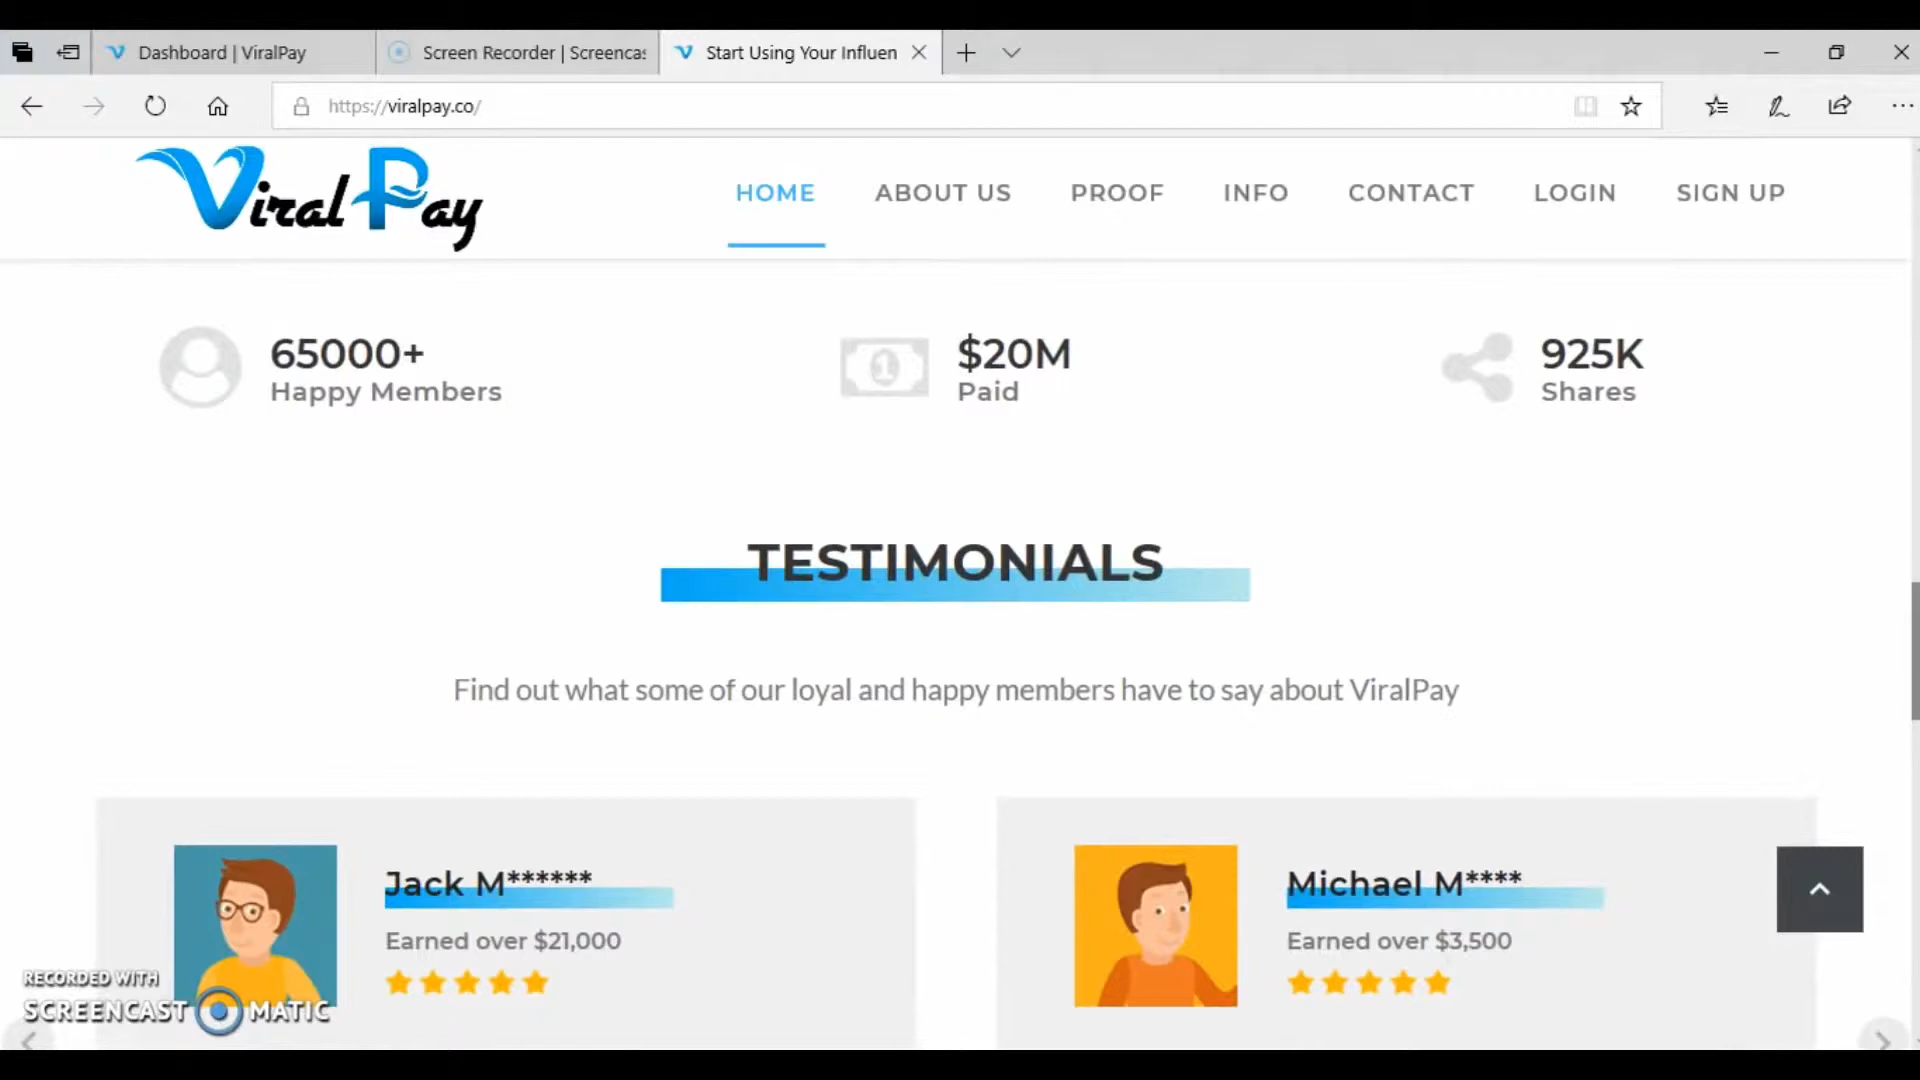 Dashboard | ViralPay
Screen Recorder | Screencas
Start Using Your Influen
https://viralpay.co/
Viral Pay
HOME
ABOUT US
PROOF
INFO
CONTACT
LOGIN
SIGN UP
65000+
Happy Members
$20M
Paid
925K
Shares
TESTIMONIALS
Find out what some of our loyal and happy members have to say about ViralPay
Jack M******
Earned over $21,000
Michael M****
Earned over $3,500
RECORDED WITH
SCREENCAST MATIC